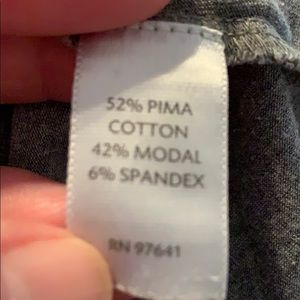 52% PIMA
COTTON
42% MODAL
6% SPANDEX
RN 97641